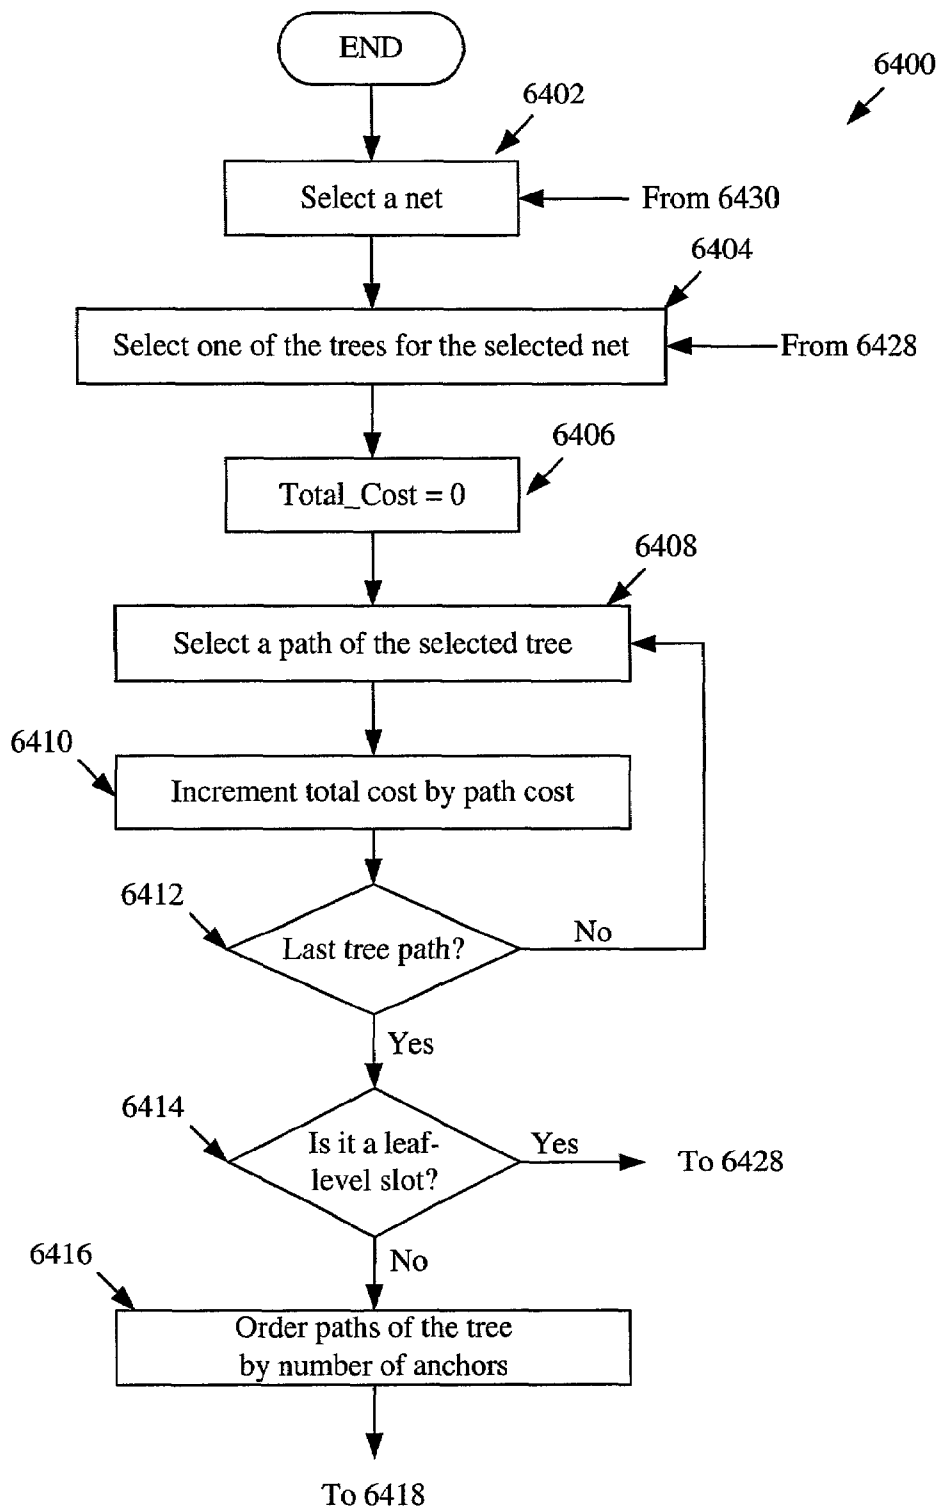 END
6400
6402
Select a net
From 6430
6404
Select one of the trees for the selected net
From 6428
6406
Total_Cost = 0
6408
Select a path of the selected tree
6410
Increment total cost by path cost
6412
Last tree path?
No
Yes
6414
Is it a leaf-
level slot?
Yes
To 6428
No
6416
Order paths of the tree
by number of anchors
To 6418